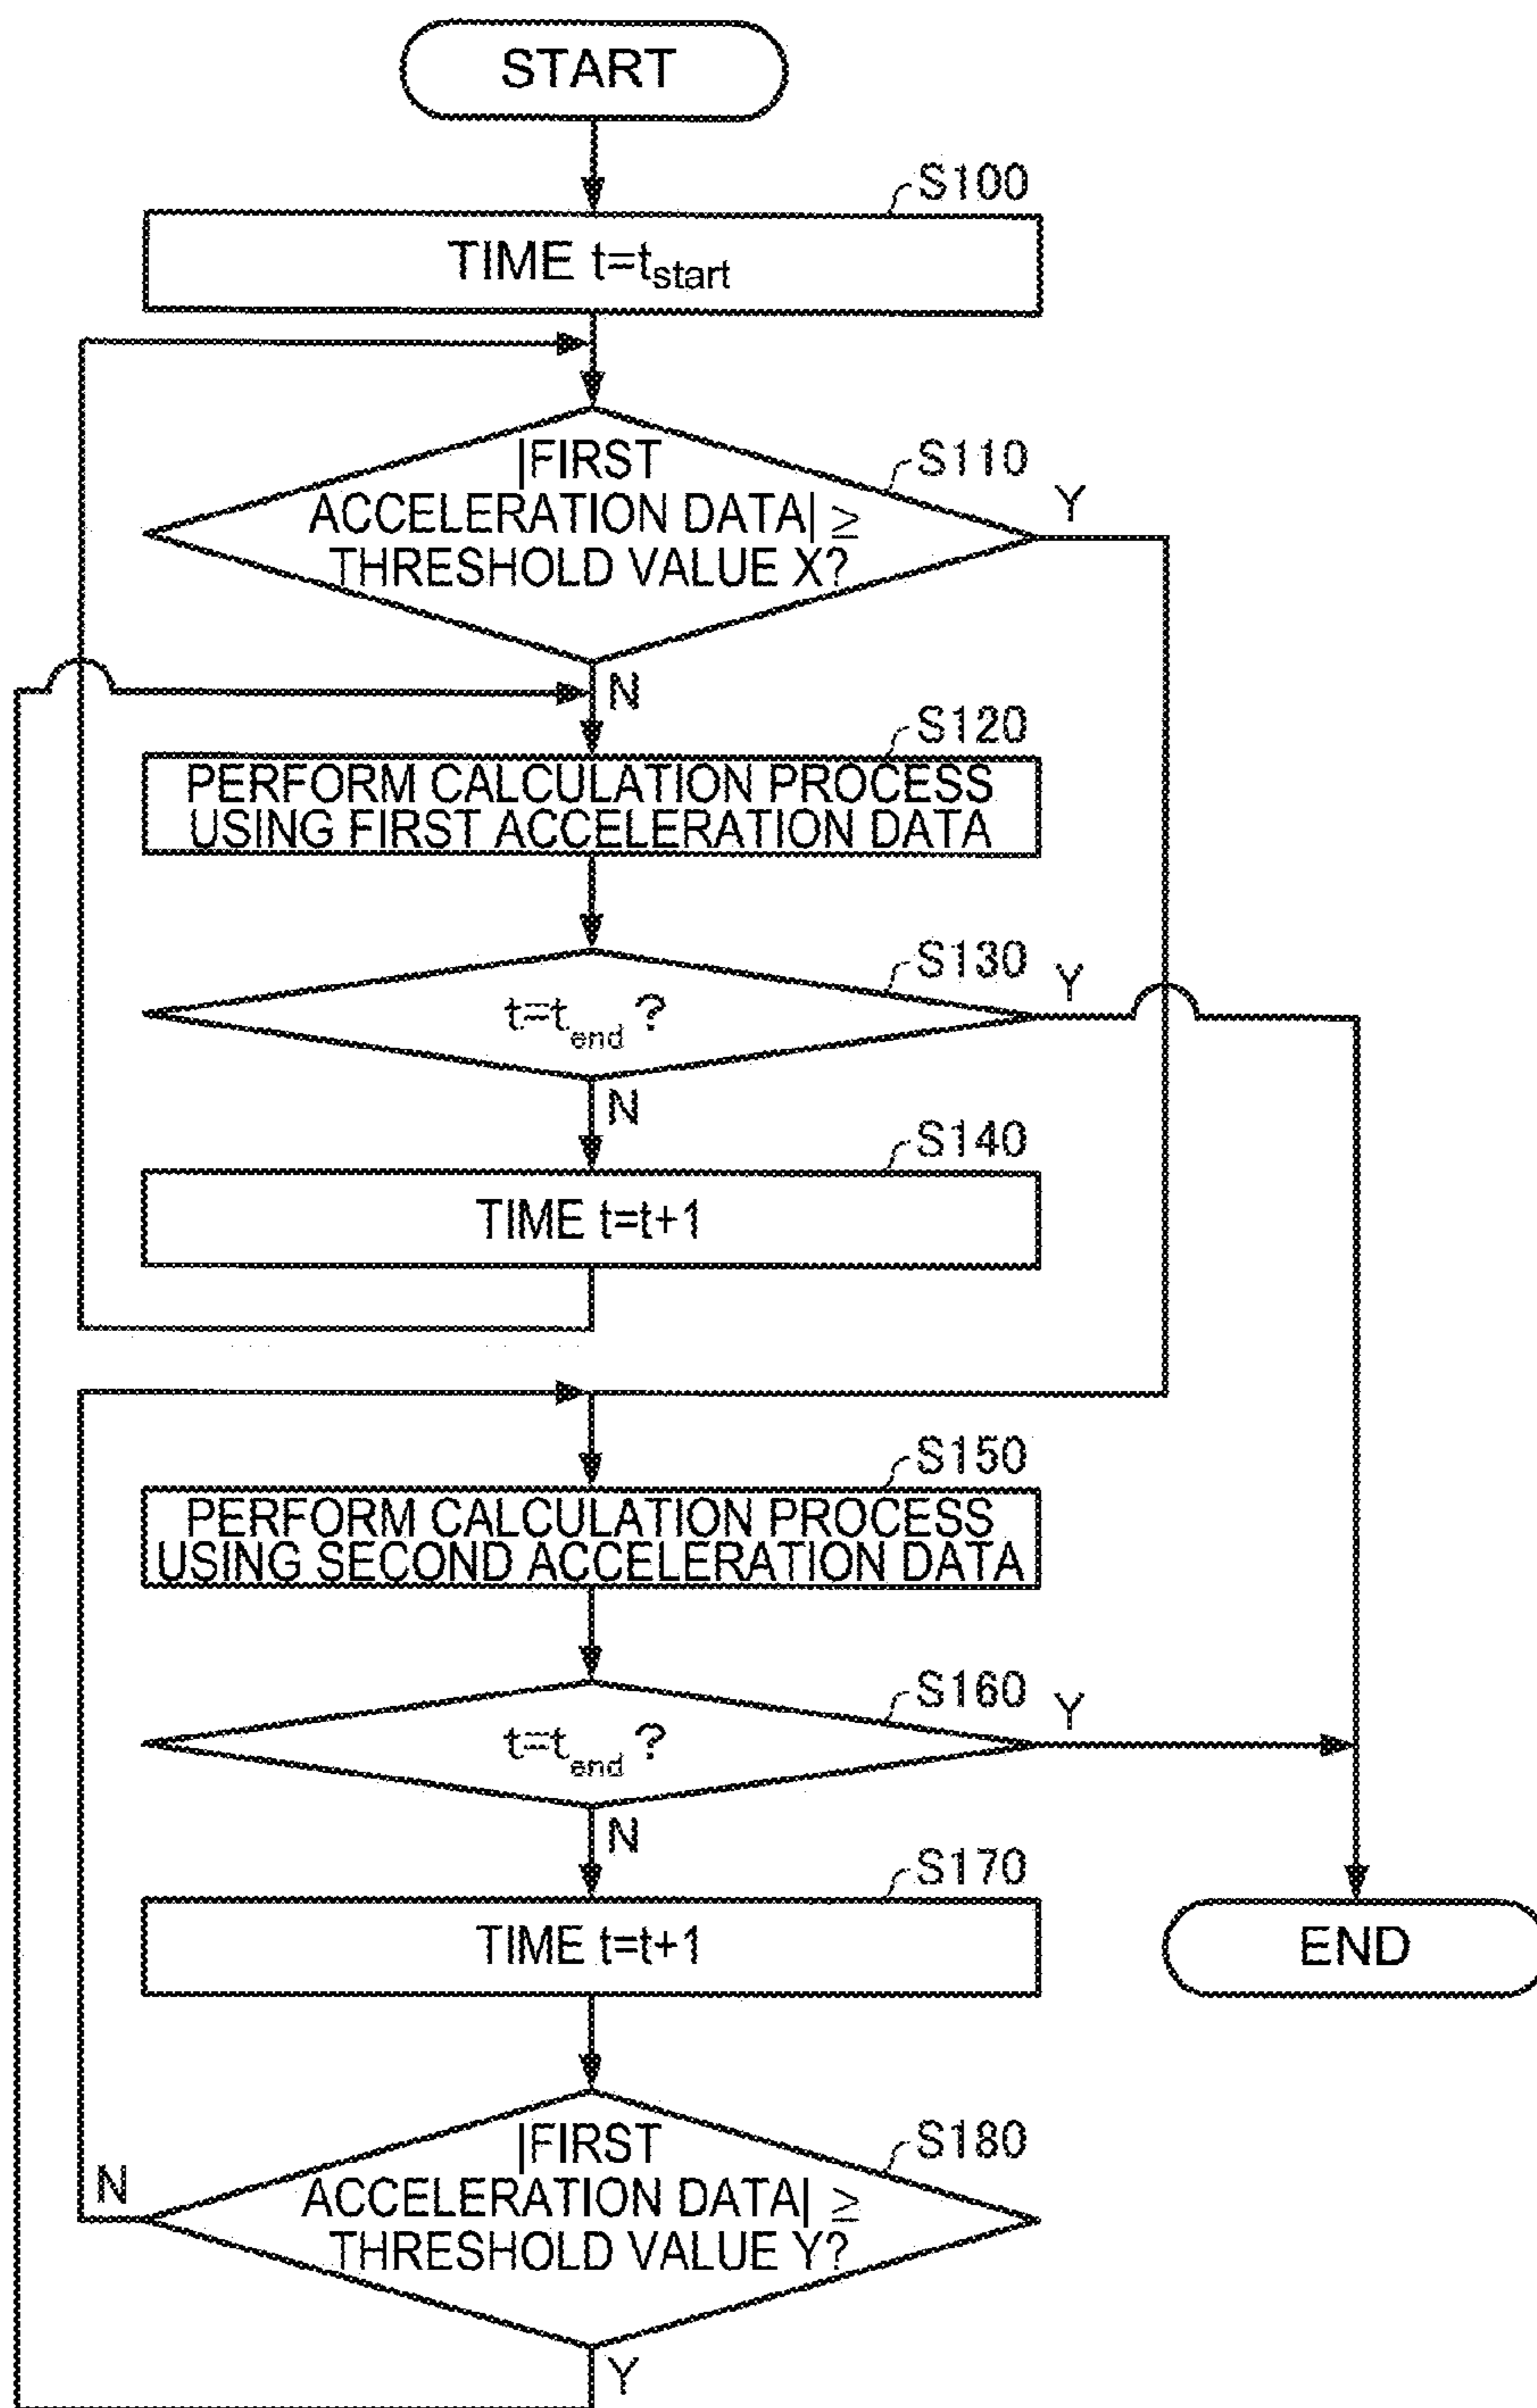 START
S100
TIME t=tstart
S110
|FIRST
ACCELERATION DATA| ≥
THRESHOLD VALUE X?
Y
N
S120
PERFORM CALCULATION PROCESS
USING FIRST ACCELERATION DATA
S130
Y
t=tend ?
N
S140
TIME t=t+1
S150
PERFORM CALCULATION PROCESS
USING SECOND ACCELERATION DATA
S160
Y
t=tend ?
N
S170
TIME t=t+1
END
S180
|FIRST
ACCELERATION DATA| ≥
THRESHOLD VALUE Y?
N
Y